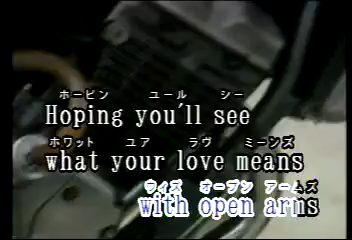 ホーピン ユール シー
Hoping you'll see
ホワット ユア ラヴ ミーンズ
what your love means
ウィズ オープン アームズ
with open arms